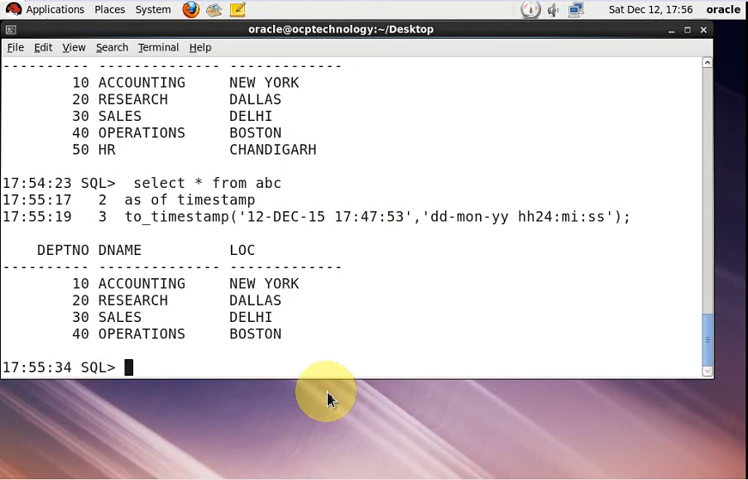 Applications Places System Sat Dec 12, 17:56 oracle
oracle@ocptechnology:~/Desktop
File Edit View Search Terminal Help
---------- -------------- -------------
10 ACCOUNTING NEW YORK
20 RESEARCH DALLAS
30 SALES DELHI
40 OPERATIONS BOSTON
50 HR CHANDIGARH
17:54:23 SQL> select * from abc
17:55:17 2 as of timestamp
17:55:19 3 to_timestamp('12-DEC-15 17:47:53','dd-mon-yy hh24:mi:ss');
DEPTNO DNAME LOC
---------- -------------- -------------
10 ACCOUNTING NEW YORK
20 RESEARCH DALLAS
30 SALES DELHI
40 OPERATIONS BOSTON
17:55:34 SQL>